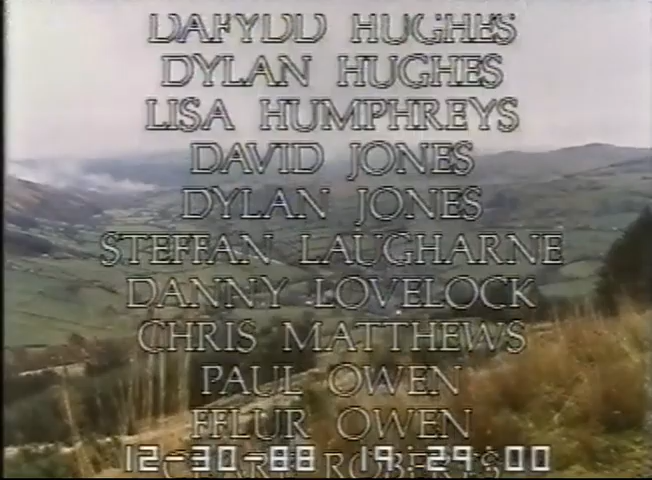 DAFYDD HUGHES
DYLAN HUGHES
LISA HUMPHREYS
DAVID JONES
DYLAN JONES
STEFFAN LAUGHARNE
DANNY LOVELOCK
CHRIS MATTHEWS
PAUL OWEN
FFLUR OWEN
12-30-88 19:29:00
ROBERTS